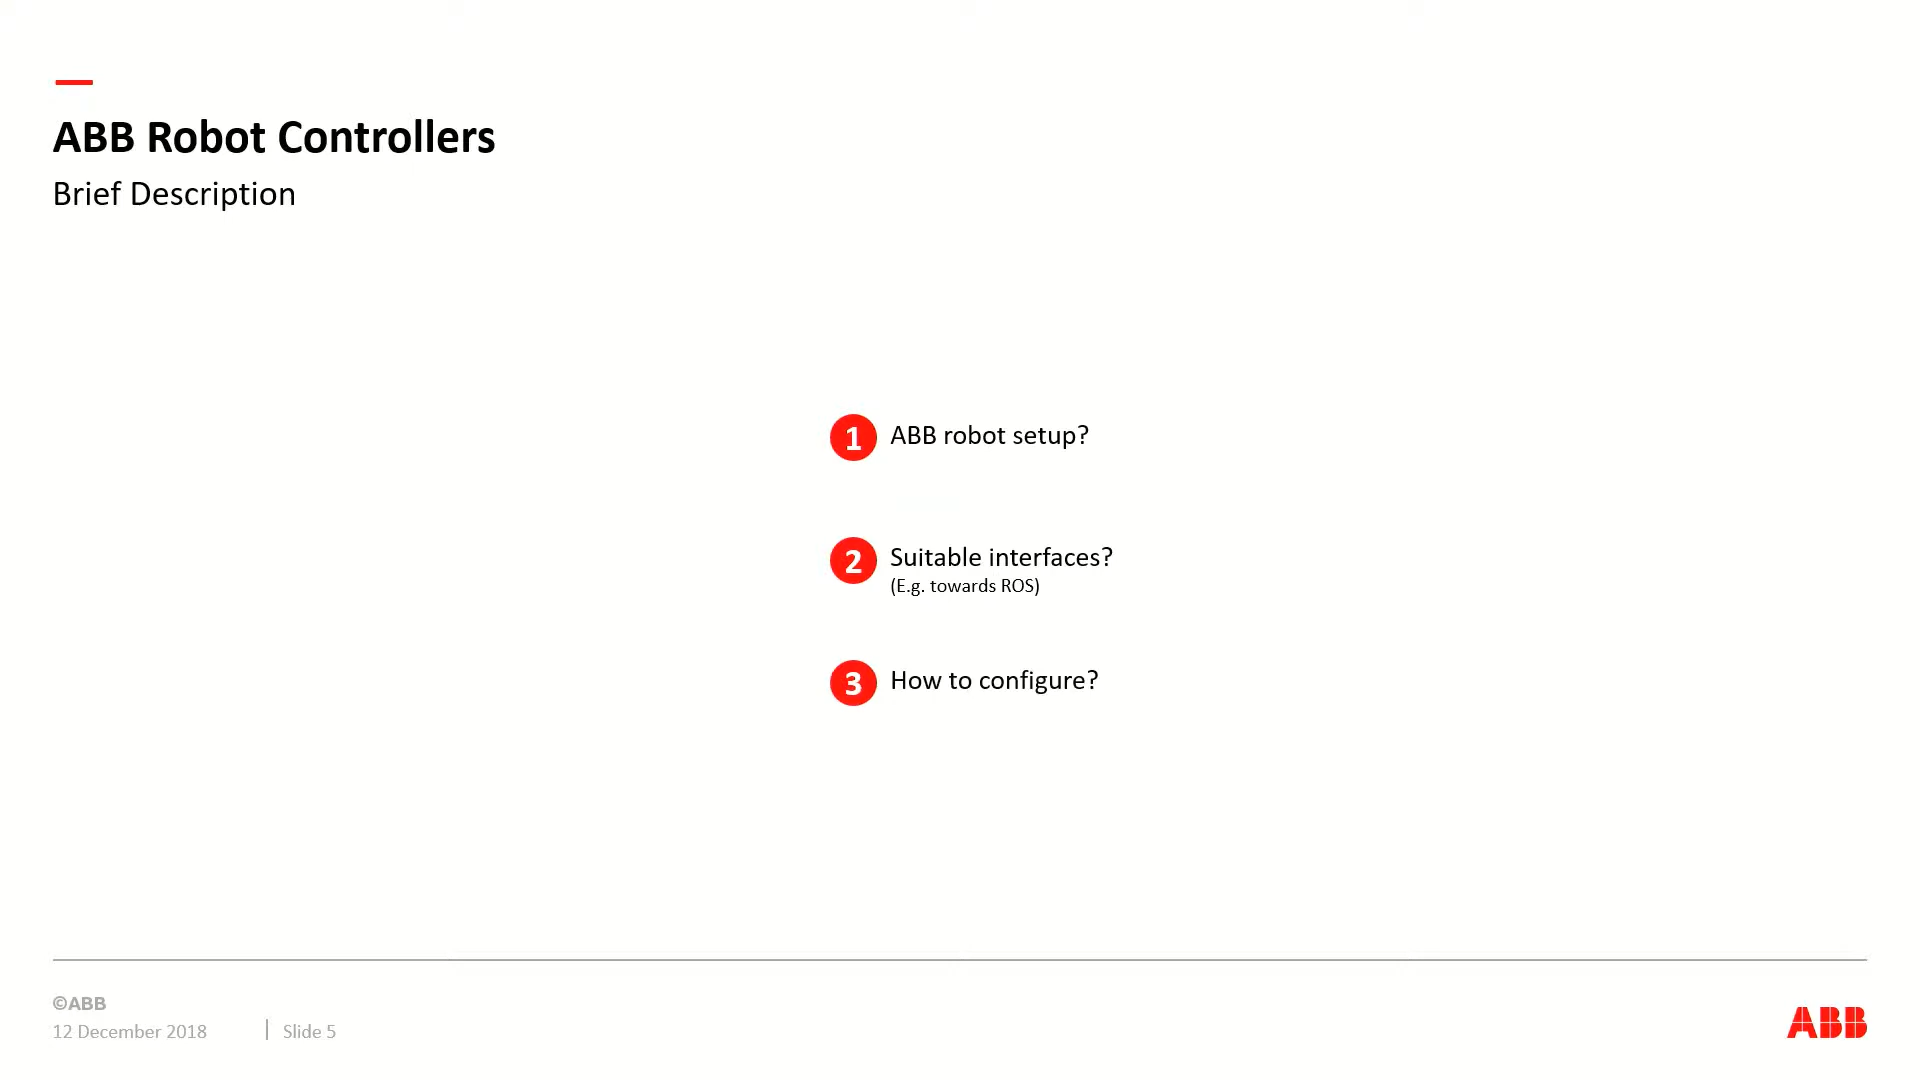 ABB Robot Controllers
Brief Description
1 ABB robot setup?
2 Suitable interfaces?
(E.g. towards ROS)
3 How to configure?
©ABB
12 December 2018 | Slide 5
ABB